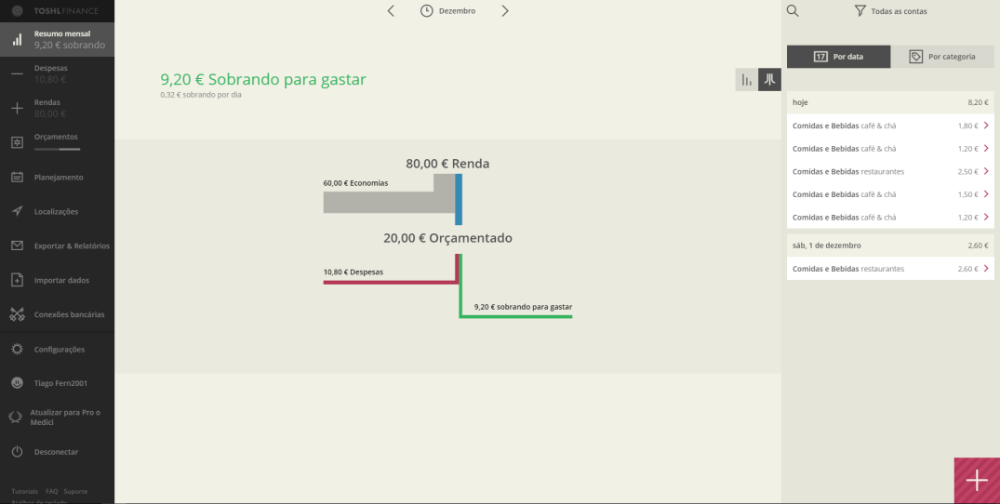 TOSHL FINANCE
Resumo mensal
9,20 € sobrando
Despesas
10,80 €
Rendas
80,00 €
Orçamentos
Planejamento
Localizações
Exportar & Relatórios
Importar dados
Conexões bancárias
Configurações
Tiago Fern2001
Atualizar para Pro o
Medici
Desconectar
Tutoriais FAQ Suporte
Atalhos de teclado
Dezembro
9,20 € Sobrando para gastar
0,32 € sobrando por dia
80,00 € Renda
60,00 € Economias
20,00 € Orçamentado
10,80 € Despesas
9,20 € sobrando para gastar
Todas as contas
17 Por data
Por categoria
hoje 8,20 €
Comidas e Bebidas café & chá 1,80 €
Comidas e Bebidas café & chá 1,20 €
Comidas e Bebidas restaurantes 2,50 €
Comidas e Bebidas café & chá 1,50 €
Comidas e Bebidas café & chá 1,20 €
sáb, 1 de dezembro 2,60 €
Comidas e Bebidas restaurantes 2,60 €